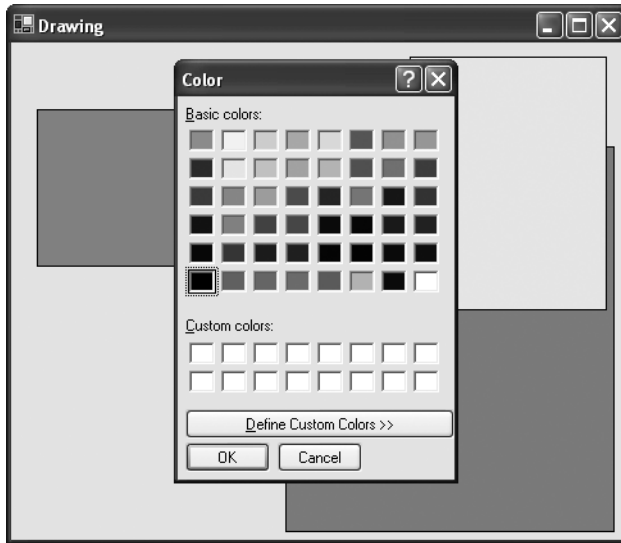 Drawing
Color
?
Basic colors:
Custom colors:
Define Custom Colors >>
OK
Cancel